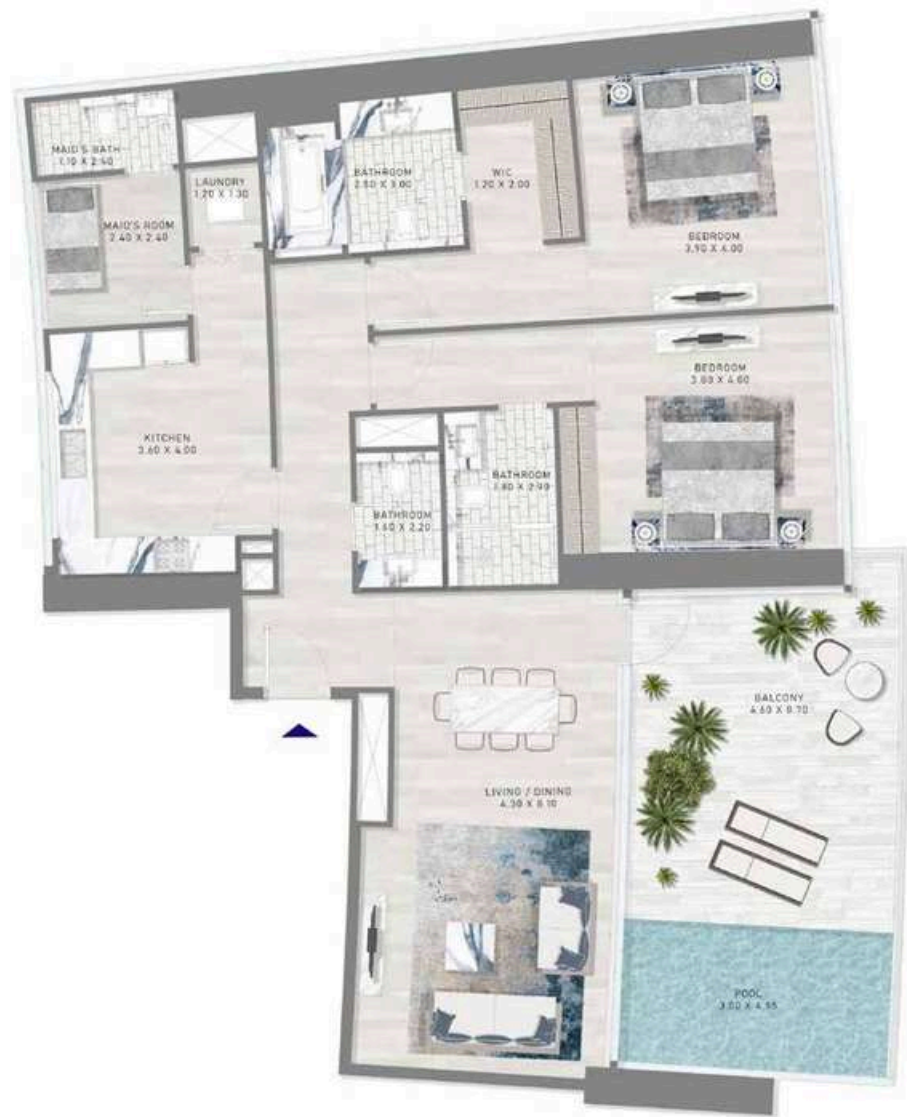 MAID'S BATH
1.10 X 2.40
LAUNDRY
1.20 X 1.30
BATHROOM
2.80 X 3.00
WIC
1.20 X 2.00
MAID'S ROOM
2.40 X 2.40
BEDROOM
3.90 X 4.00
BEDROOM
3.80 X 4.00
KITCHEN
3.60 X 4.00
BATHROOM
1.80 X 2.90
BATHROOM
1.60 X 2.20
BALCONY
4.60 X 8.70
LIVING / DINING
4.30 X 8.10
POOL
3.00 X 4.55